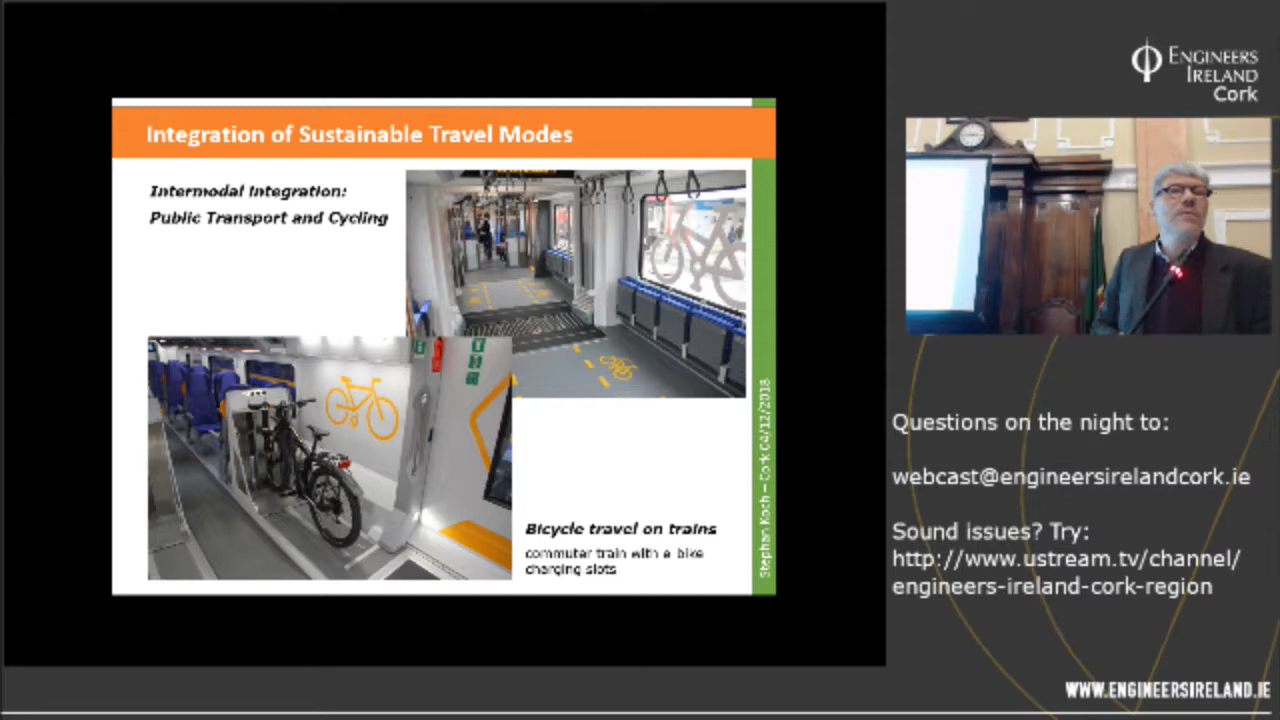 Integration of Sustainable Travel Modes
Intermodal Integration:
Public Transport and Cycling
Bicycle travel on trains
commuter train with e bike
charging slots
Stephan Koch – Cork 04/12/2018
ENGINEERS
IRELAND
Cork
Questions on the night to:
webcast@engineersirelandcork.ie
Sound issues? Try:
http://www.ustream.tv/channel/
engineers-ireland-cork-region
WWW.ENGINEERSIRELAND.IE